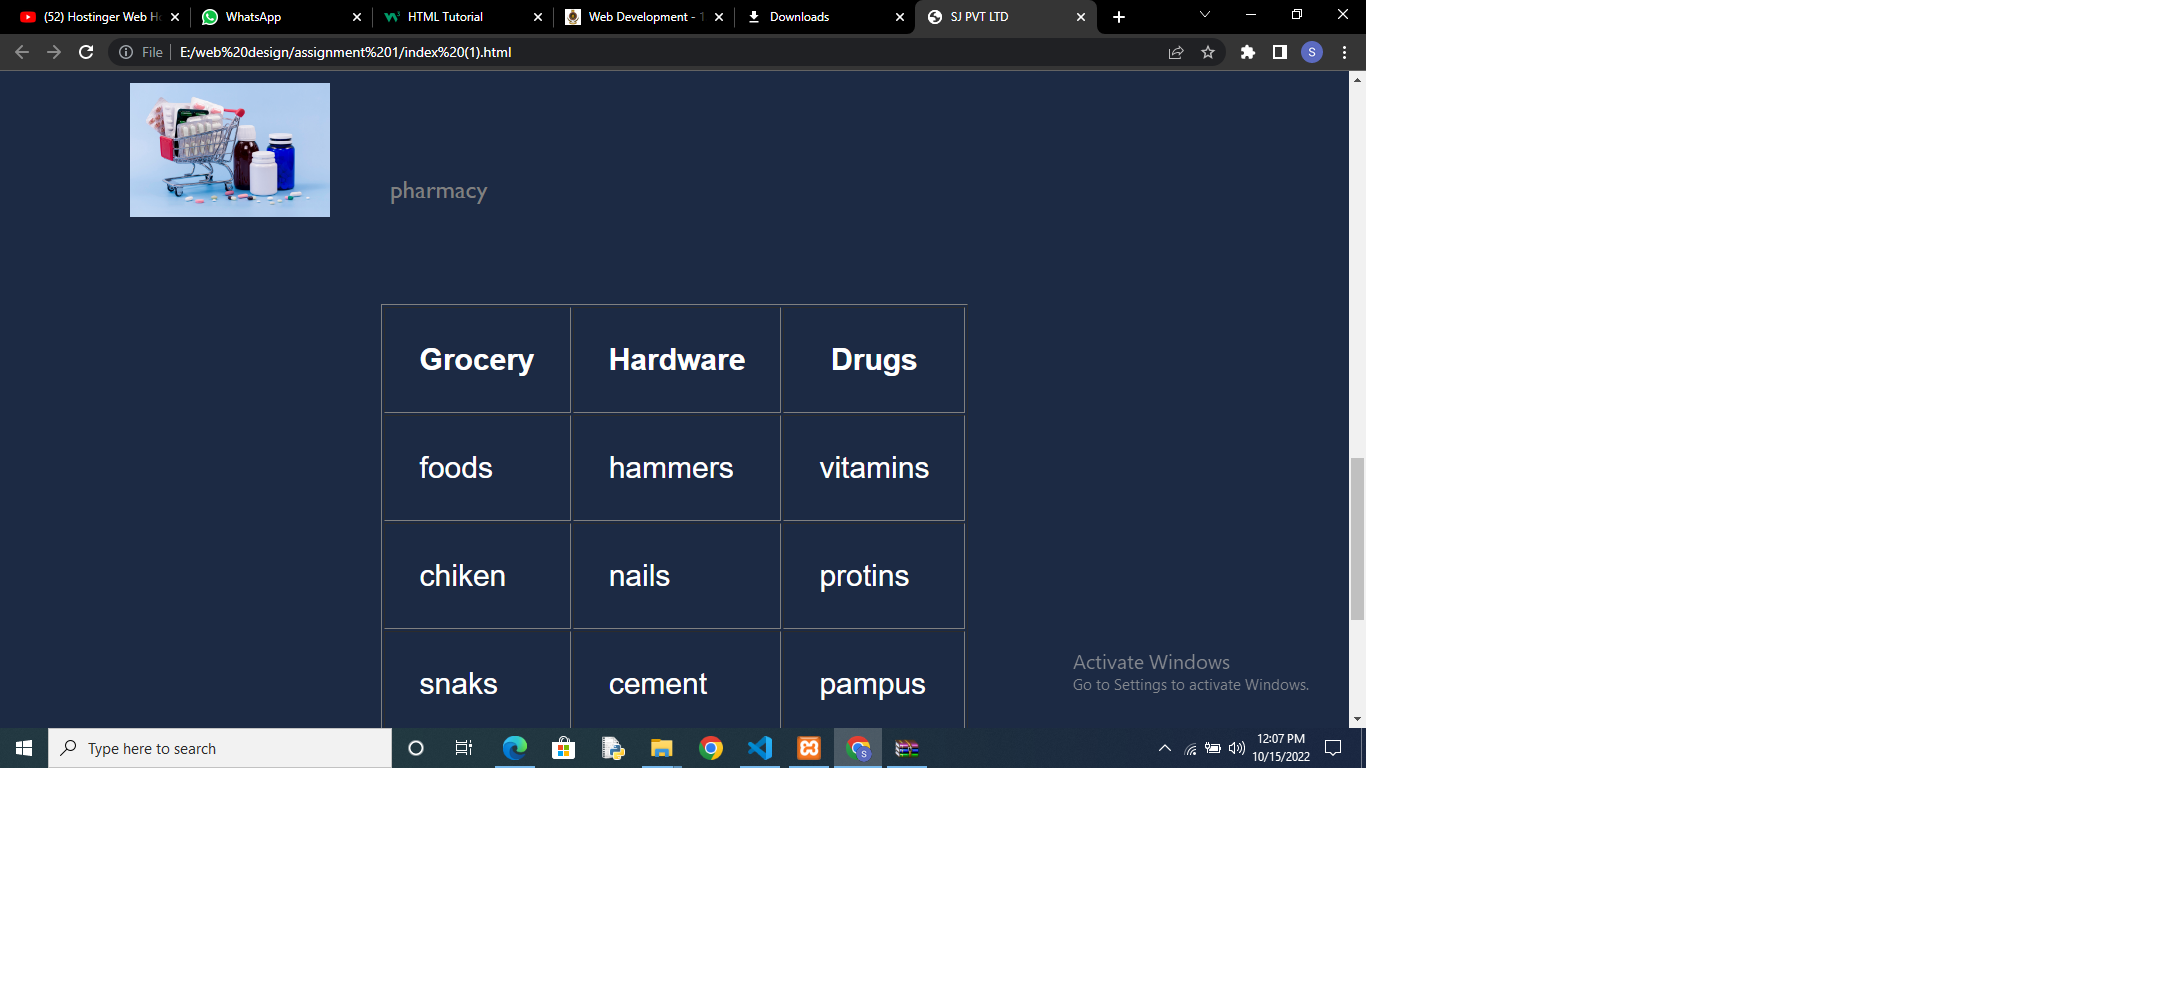 (52) Hostinger Web H
WhatsApp
HTML Tutorial
Web Development - 1
Downloads
SJ PVT LTD
File
E:/web%20design/assignment%201/index%20(1).html
S
pharmacy
Grocery Hardware Drugs
foods hammers vitamins
chiken nails protins
snaks cement pampus
Activate Windows
Go to Settings to activate Windows.
Type here to search
S
12:07 PM
10/15/2022